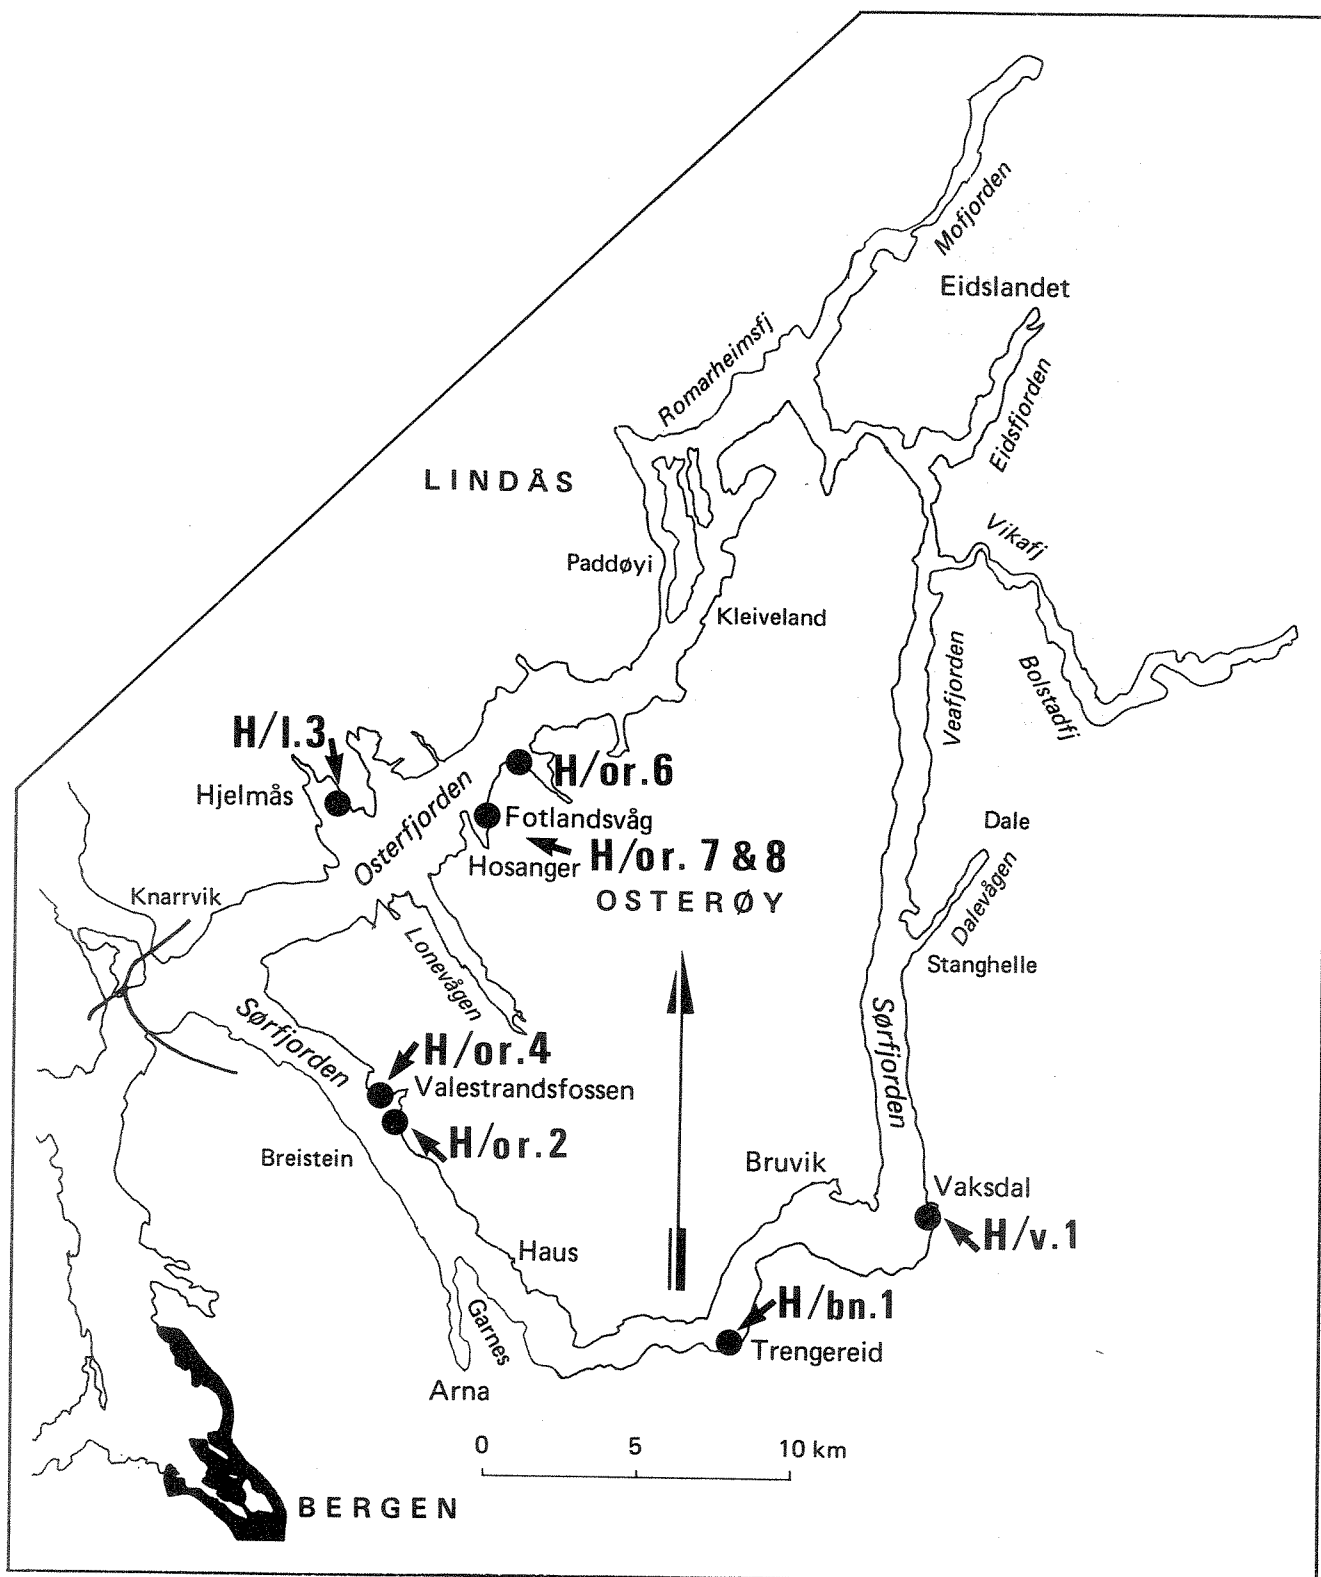 Mofjorden
Eidslandet
Romarheimsfj
Eidsfjorden
LINDÅS
Vikafj
Paddøyi
Kleiveland
Veafjorden
Bolstadfj
H/l.3
H/or.6
Hjelmås
Osterfjorden
Fotlandsvåg
Dale
Hosanger
H/or. 7 & 8
OSTERØY
Knarrvik
Dalevågen
Lonevågen
Stanghelle
Sørfjorden
Sørfjorden
H/or.4
Valestrandsfossen
H/or.2
Breistein
Bruvik
Vaksdal
H/v.1
Haus
H/bn.1
Garnes
Trengereid
Arna
0 5 10 km
BERGEN